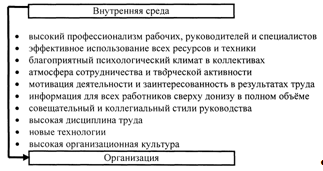 Внутренняя среда
высокий профессионализм рабочих, руководителей и специалистов
эффективное использование всех ресурсов и техники
благоприятный психологический климат в коллективах
атмосфера сотрудничества и творческой активности
мотивация деятельности и заинтересованность в результатах труда
информация для всех работников сверху донизу в полном объёме
совещательный и коллегиальный стили руководства
высокая дисциплина труда
новые технологии
высокая организационная культура
Организация